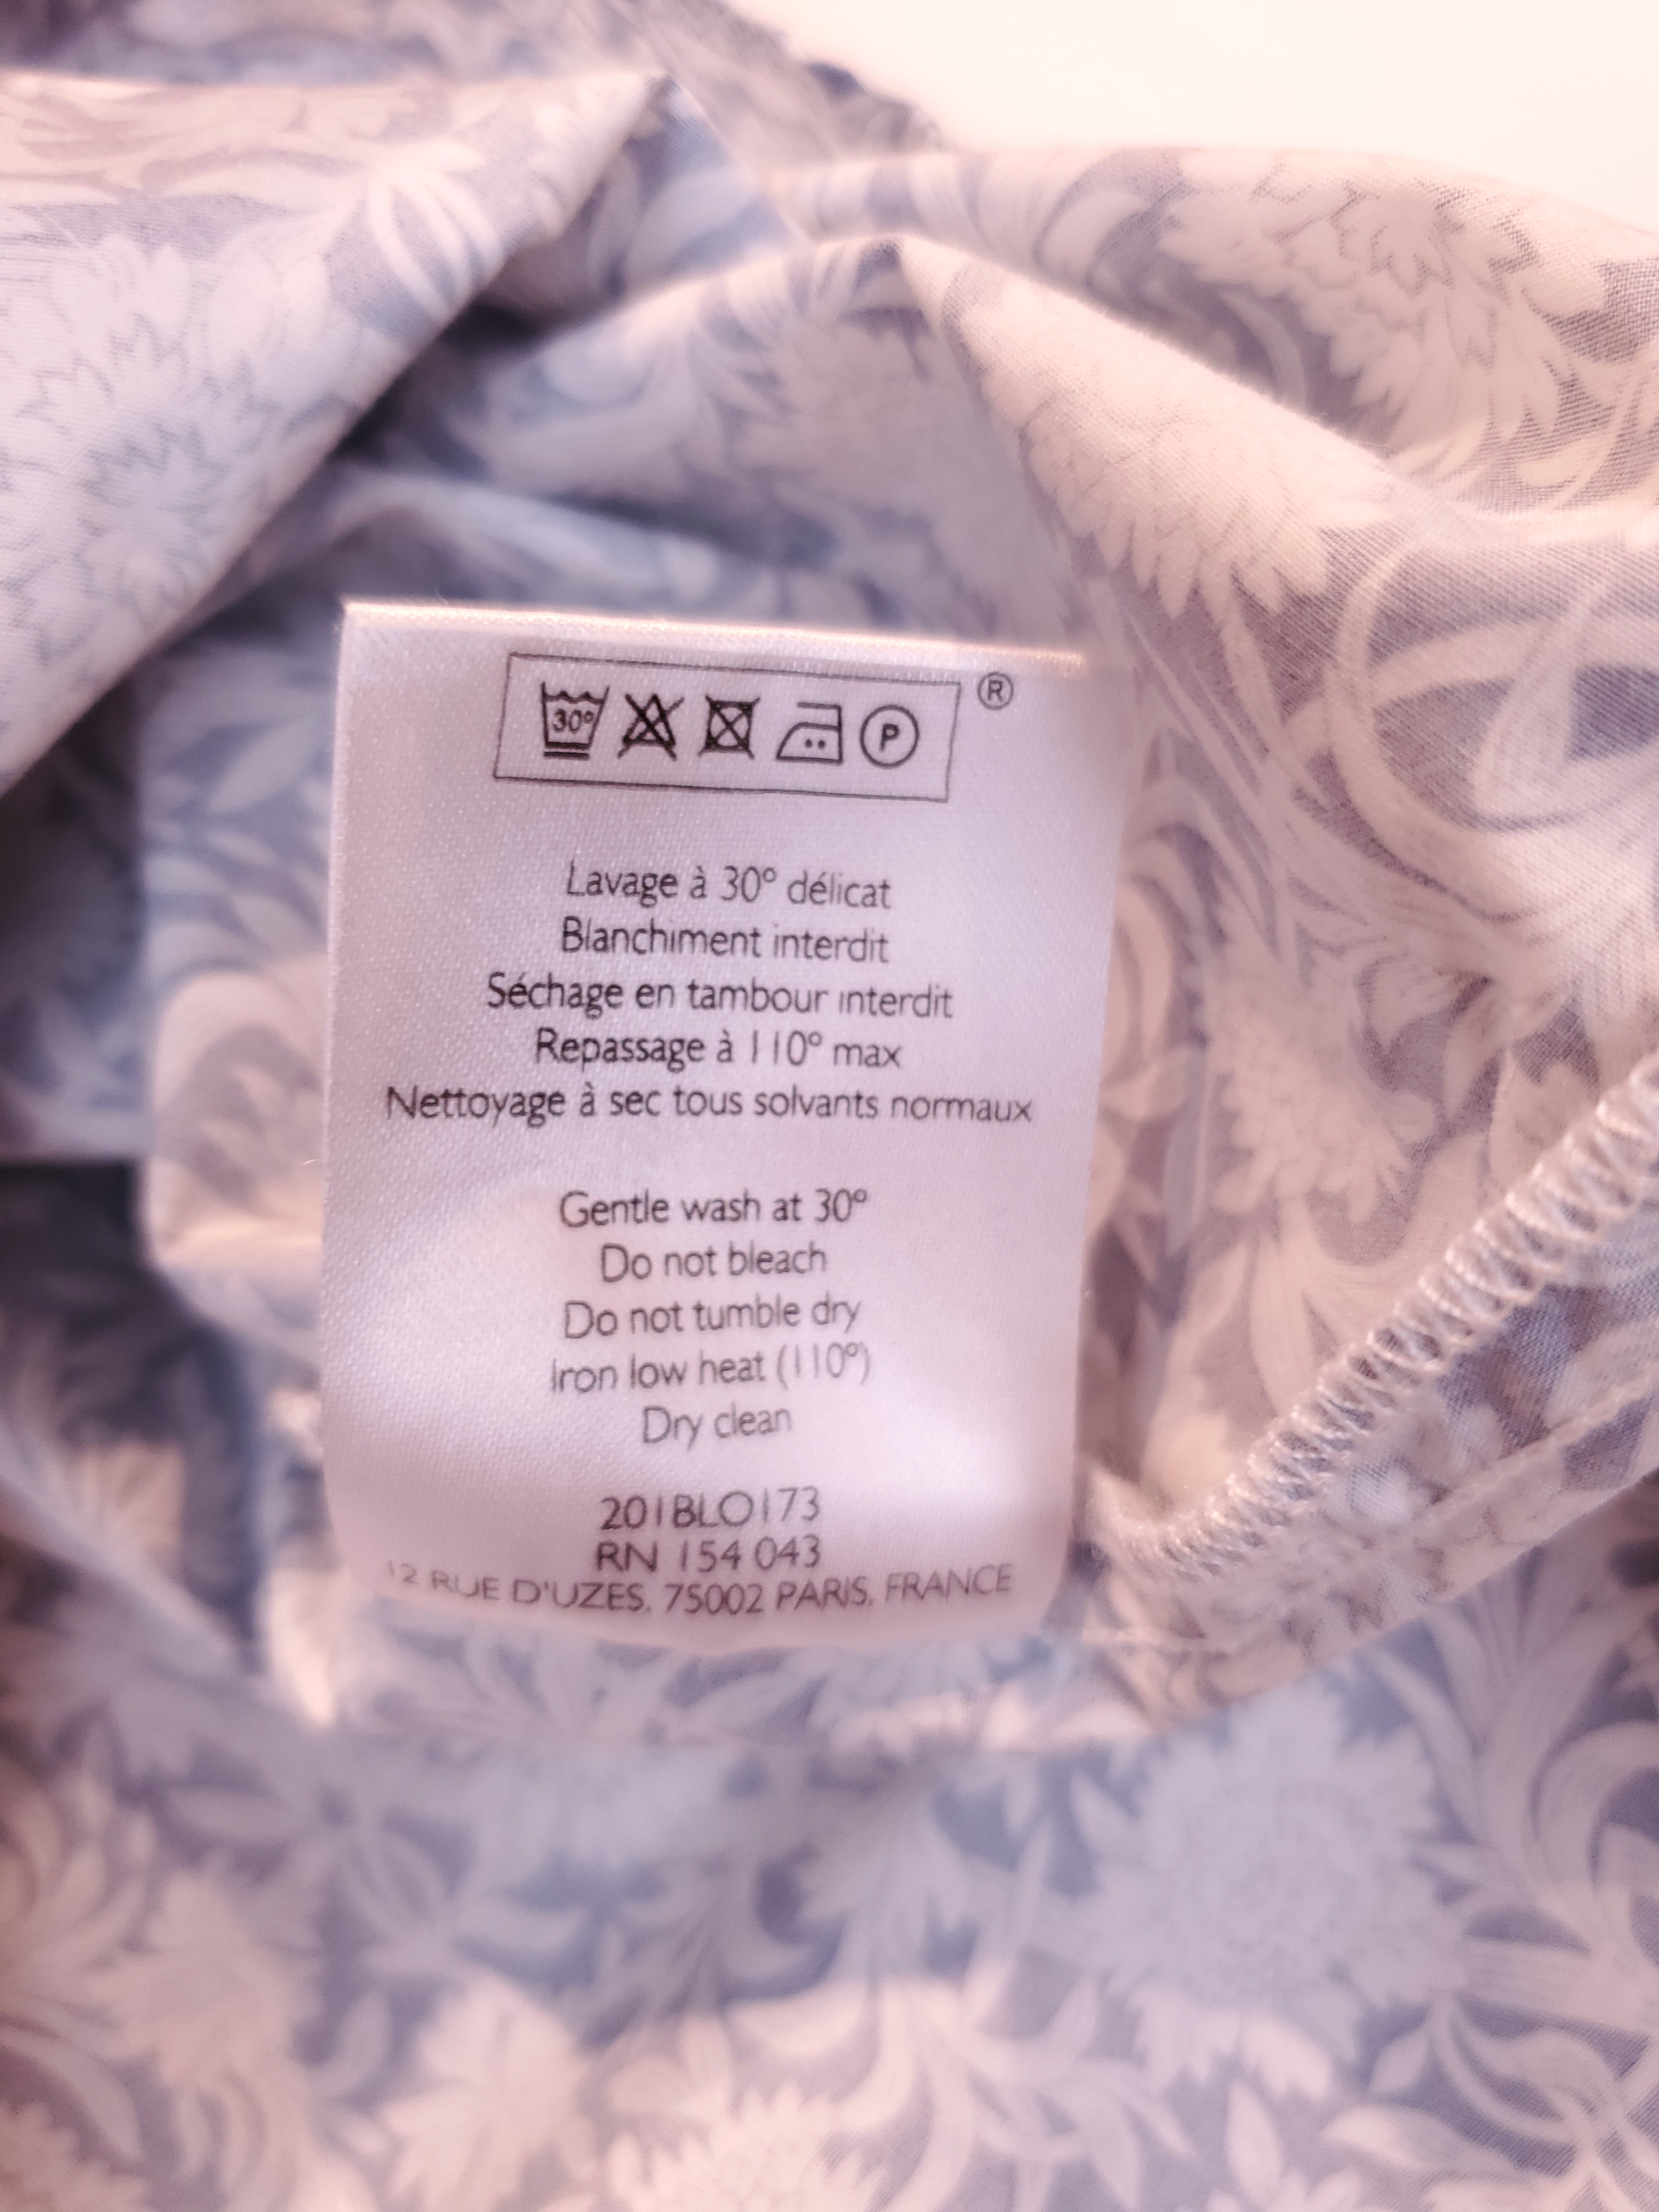 30°
P
®
Lavage à 30° délicat
Blanchiment interdit
Séchage en tambour interdit
Repassage à 110° max
Nettoyage à sec tous solvants normaux
Gentle wash at 30°
Do not bleach
Do not tumble dry
Iron low heat (110°)
Dry clean
201BLO173
RN 154 043
12 RUE D'UZES, 75002 PARIS, FRANCE